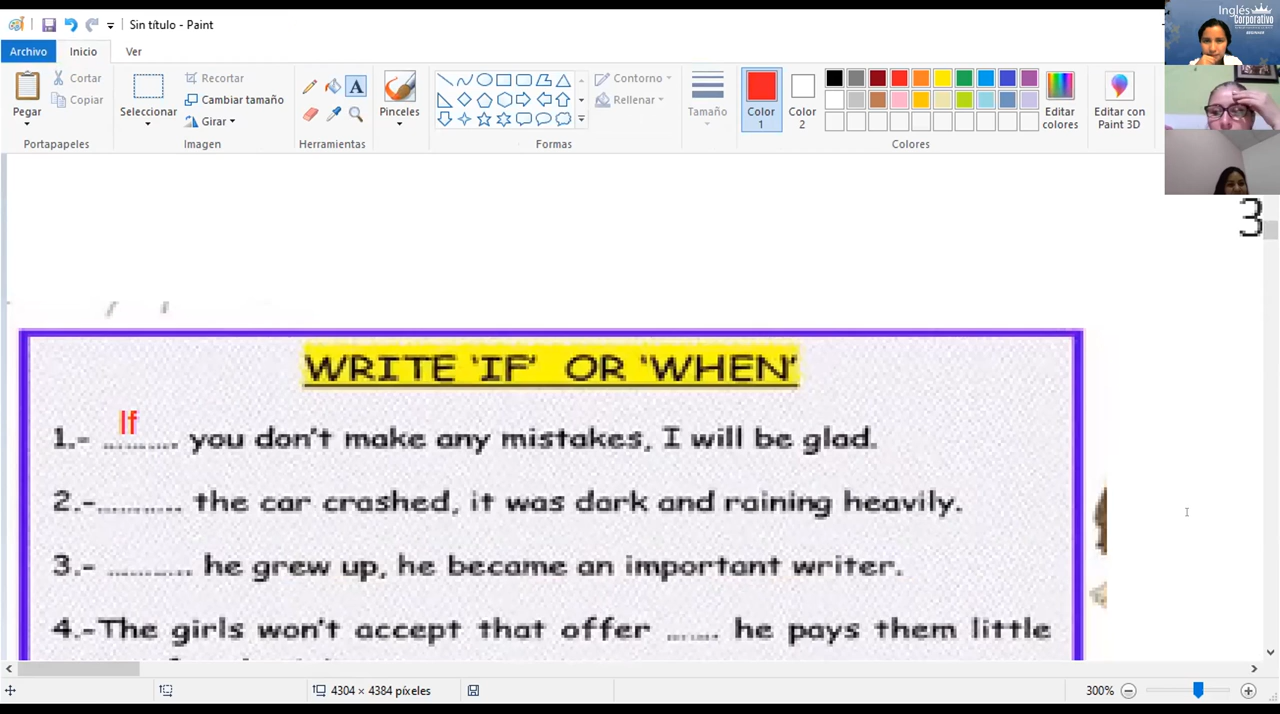 Sin título - Paint
Inglés
Corporativo
BEGINNER
Archivo Inicio Ver
Pegar
Cortar
Copiar
Portapapeles
Seleccionar
Recortar
Cambiar tamaño
Girar
Imagen
A
Herramientas
Pinceles
Contorno
Rellenar
Formas
Tamaño
Color
1
Color
2
Editar
colores
Colores
Editar con
Paint 3D
3
WRITE 'IF' OR 'WHEN'
If
1.- ........... you don't make any mistakes, I will be glad.
2.-............ the car crashed, it was dark and raining heavily.
3.- ............ he grew up, he became an important writer.
4.-The girls won't accept that offer ....... he pays them little
4304 × 4384 píxeles
300%